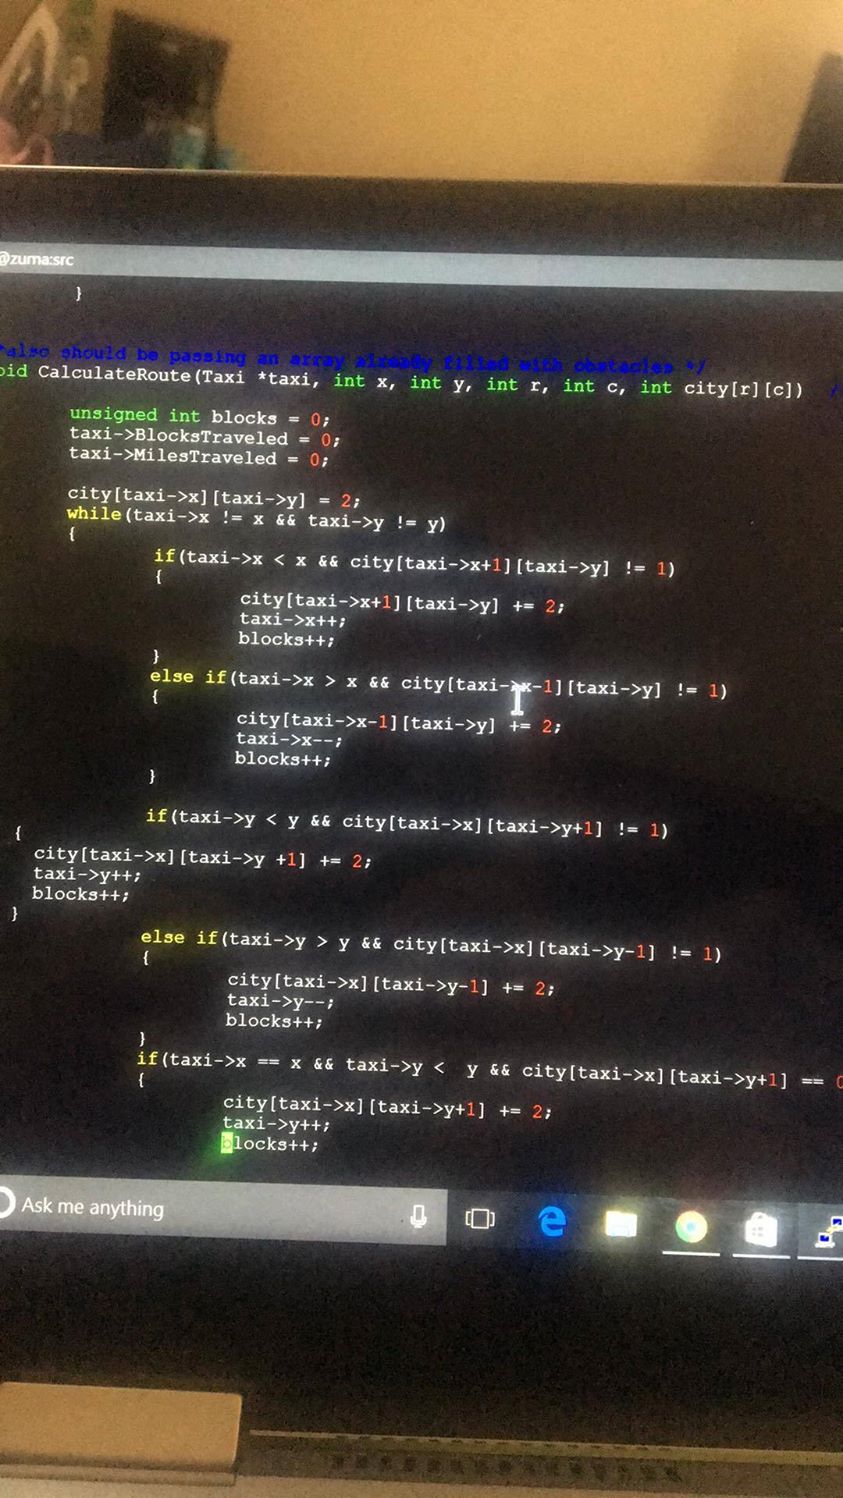 @zuma:src
}
*also should be passing an array already filled with obstacles */
oid CalculateRoute(Taxi *taxi, int x, int y, int r, int c, int city[r][c]) /
unsigned int blocks = 0;
taxi->BlocksTraveled = 0;
taxi->MilesTraveled = 0;
city[taxi->x][taxi->y] = 2;
while(taxi->x != x && taxi->y != y)
{
if(taxi->x < x && city[taxi->x+1][taxi->y] != 1)
{
city[taxi->x+1][taxi->y] += 2;
taxi->x++;
blocks++;
}
else if(taxi->x > x && city[taxi->x-1][taxi->y] != 1)
{
city[taxi->x-1][taxi->y] += 2;
taxi->x--;
blocks++;
}
if(taxi->y < y && city[taxi->x][taxi->y+1] != 1)
{
city[taxi->x][taxi->y +1] += 2;
taxi->y++;
blocks++;
}
else if(taxi->y > y && city[taxi->x][taxi->y-1] != 1)
{
city[taxi->x][taxi->y-1] += 2;
taxi->y--;
blocks++;
}
if(taxi->x == x && taxi->y <  y && city[taxi->x][taxi->y+1] == 0
{
city[taxi->x][taxi->y+1] += 2;
taxi->y++;
blocks++;
Ask me anything